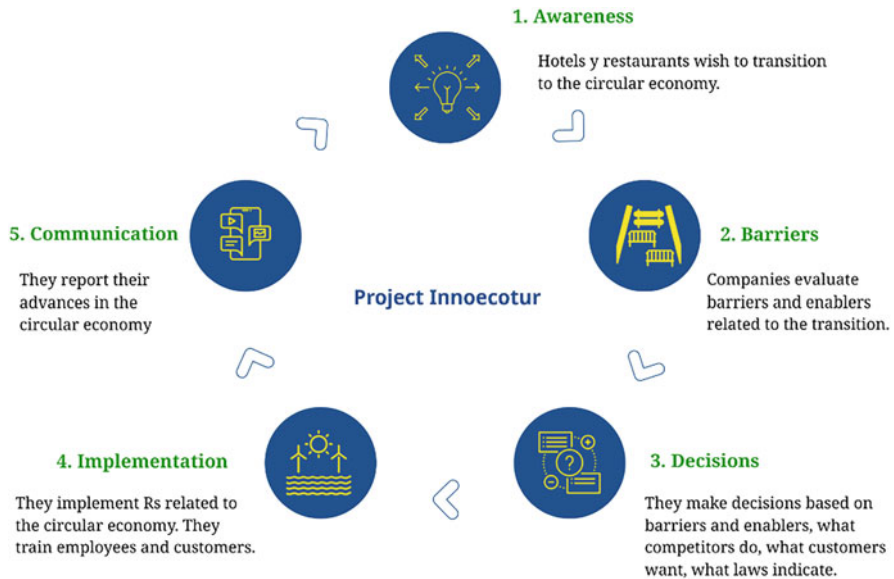 1. Awareness
Hotels y restaurants wish to transition
to the circular economy.
2. Barriers
Companies evaluate
barriers and enablers
related to the transition.
3. Decisions
They make decisions based on
barriers and enablers, what
competitors do, what customers
want, what laws indicate.
4. Implementation
They implement Rs related to
the circular economy. They
train employees and customers.
5. Communication
They report their
advances in the
circular economy
Project Innoecotur